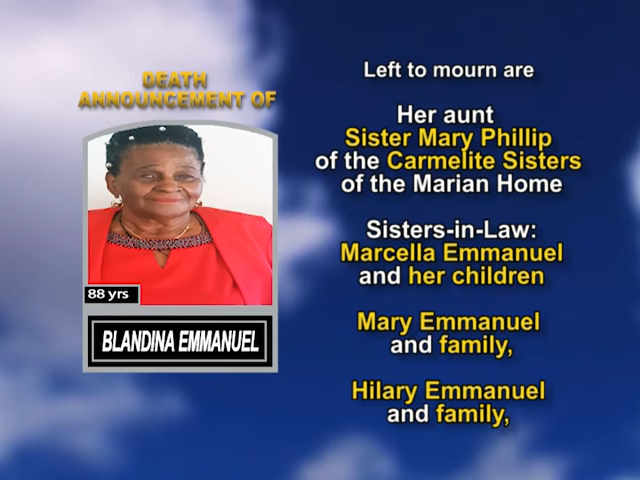 DEATH
ANNOUNCEMENT OF
88 yrs
BLANDINA EMMANUEL
Left to mourn are
Her aunt
Sister Mary Phillip
of the Carmelite Sisters
of the Marian Home
Sisters-in-Law:
Marcella Emmanuel
and her children
Mary Emmanuel
and family,
Hilary Emmanuel
and family,